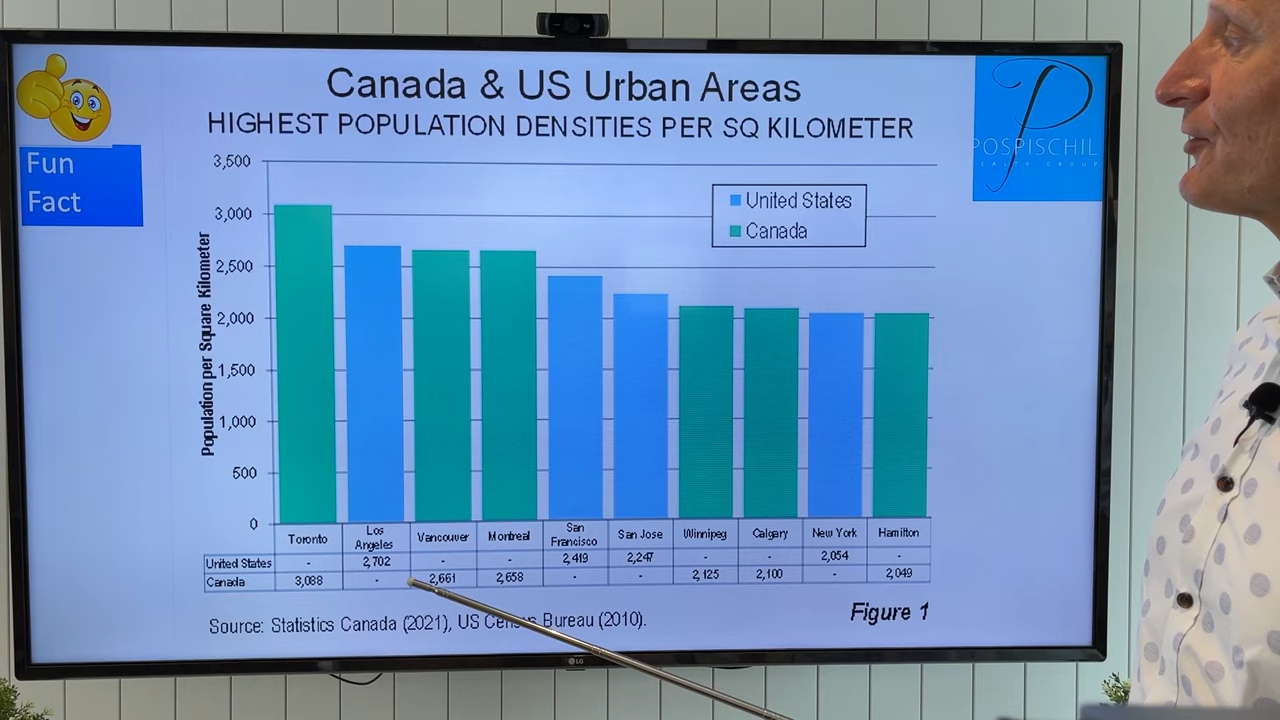 Canada & US Urban Areas
HIGHEST POPULATION DENSITIES PER SQ KILOMETER
Fun
Fact
POSPISCHIL
REALTY GROUP
Population per Square Kilometer
3,500
3,000
2,500
2,000
1,500
1,000
500
0
United States
Canada
Toronto Los Angeles Vancouver Montreal San Francisco San Jose Winnipeg Calgary New York Hamilton
United States - 2,702 - - 2,419 2,247 - - 2,054 -
Canada 3,088 - 2,661 2,658 - - 2,125 2,100 - 2,049
Source: Statistics Canada (2021), US Census Bureau (2010).
Figure 1
LG